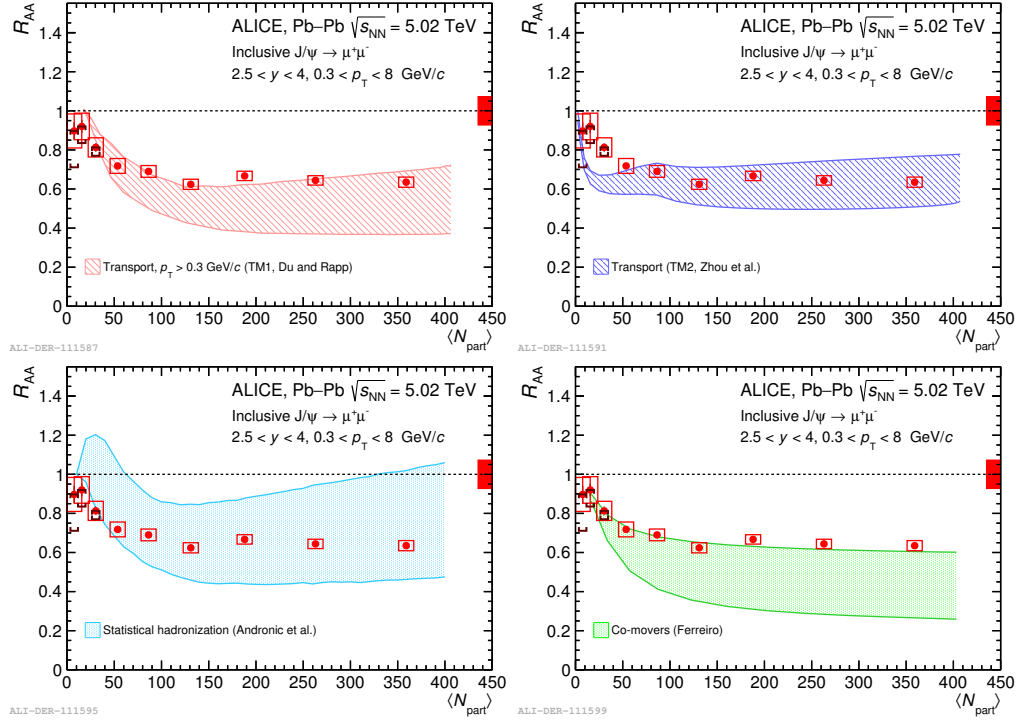 R_AA
1.4
1.2
1
0.8
0.6
0.4
0.2
0
ALICE, Pb–Pb √s_NN = 5.02 TeV
Inclusive J/ψ → μ⁺μ⁻
2.5 < y < 4, 0.3 < p_T < 8 GeV/c
Transport, p_T > 0.3 GeV/c (TM1, Du and Rapp)
0 50 100 150 200 250 300 350 400 450
⟨N_part⟩
ALI-DER-111587
R_AA
1.4
1.2
1
0.8
0.6
0.4
0.2
0
ALICE, Pb–Pb √s_NN = 5.02 TeV
Inclusive J/ψ → μ⁺μ⁻
2.5 < y < 4, 0.3 < p_T < 8 GeV/c
Transport (TM2, Zhou et al.)
0 50 100 150 200 250 300 350 400 450
⟨N_part⟩
ALI-DER-111591
R_AA
1.4
1.2
1
0.8
0.6
0.4
0.2
0
ALICE, Pb–Pb √s_NN = 5.02 TeV
Inclusive J/ψ → μ⁺μ⁻
2.5 < y < 4, 0.3 < p_T < 8 GeV/c
Statistical hadronization (Andronic et al.)
0 50 100 150 200 250 300 350 400 450
⟨N_part⟩
ALI-DER-111595
R_AA
1.4
1.2
1
0.8
0.6
0.4
0.2
0
ALICE, Pb–Pb √s_NN = 5.02 TeV
Inclusive J/ψ → μ⁺μ⁻
2.5 < y < 4, 0.3 < p_T < 8 GeV/c
Co-movers (Ferreiro)
0 50 100 150 200 250 300 350 400 450
⟨N_part⟩
ALI-DER-111599